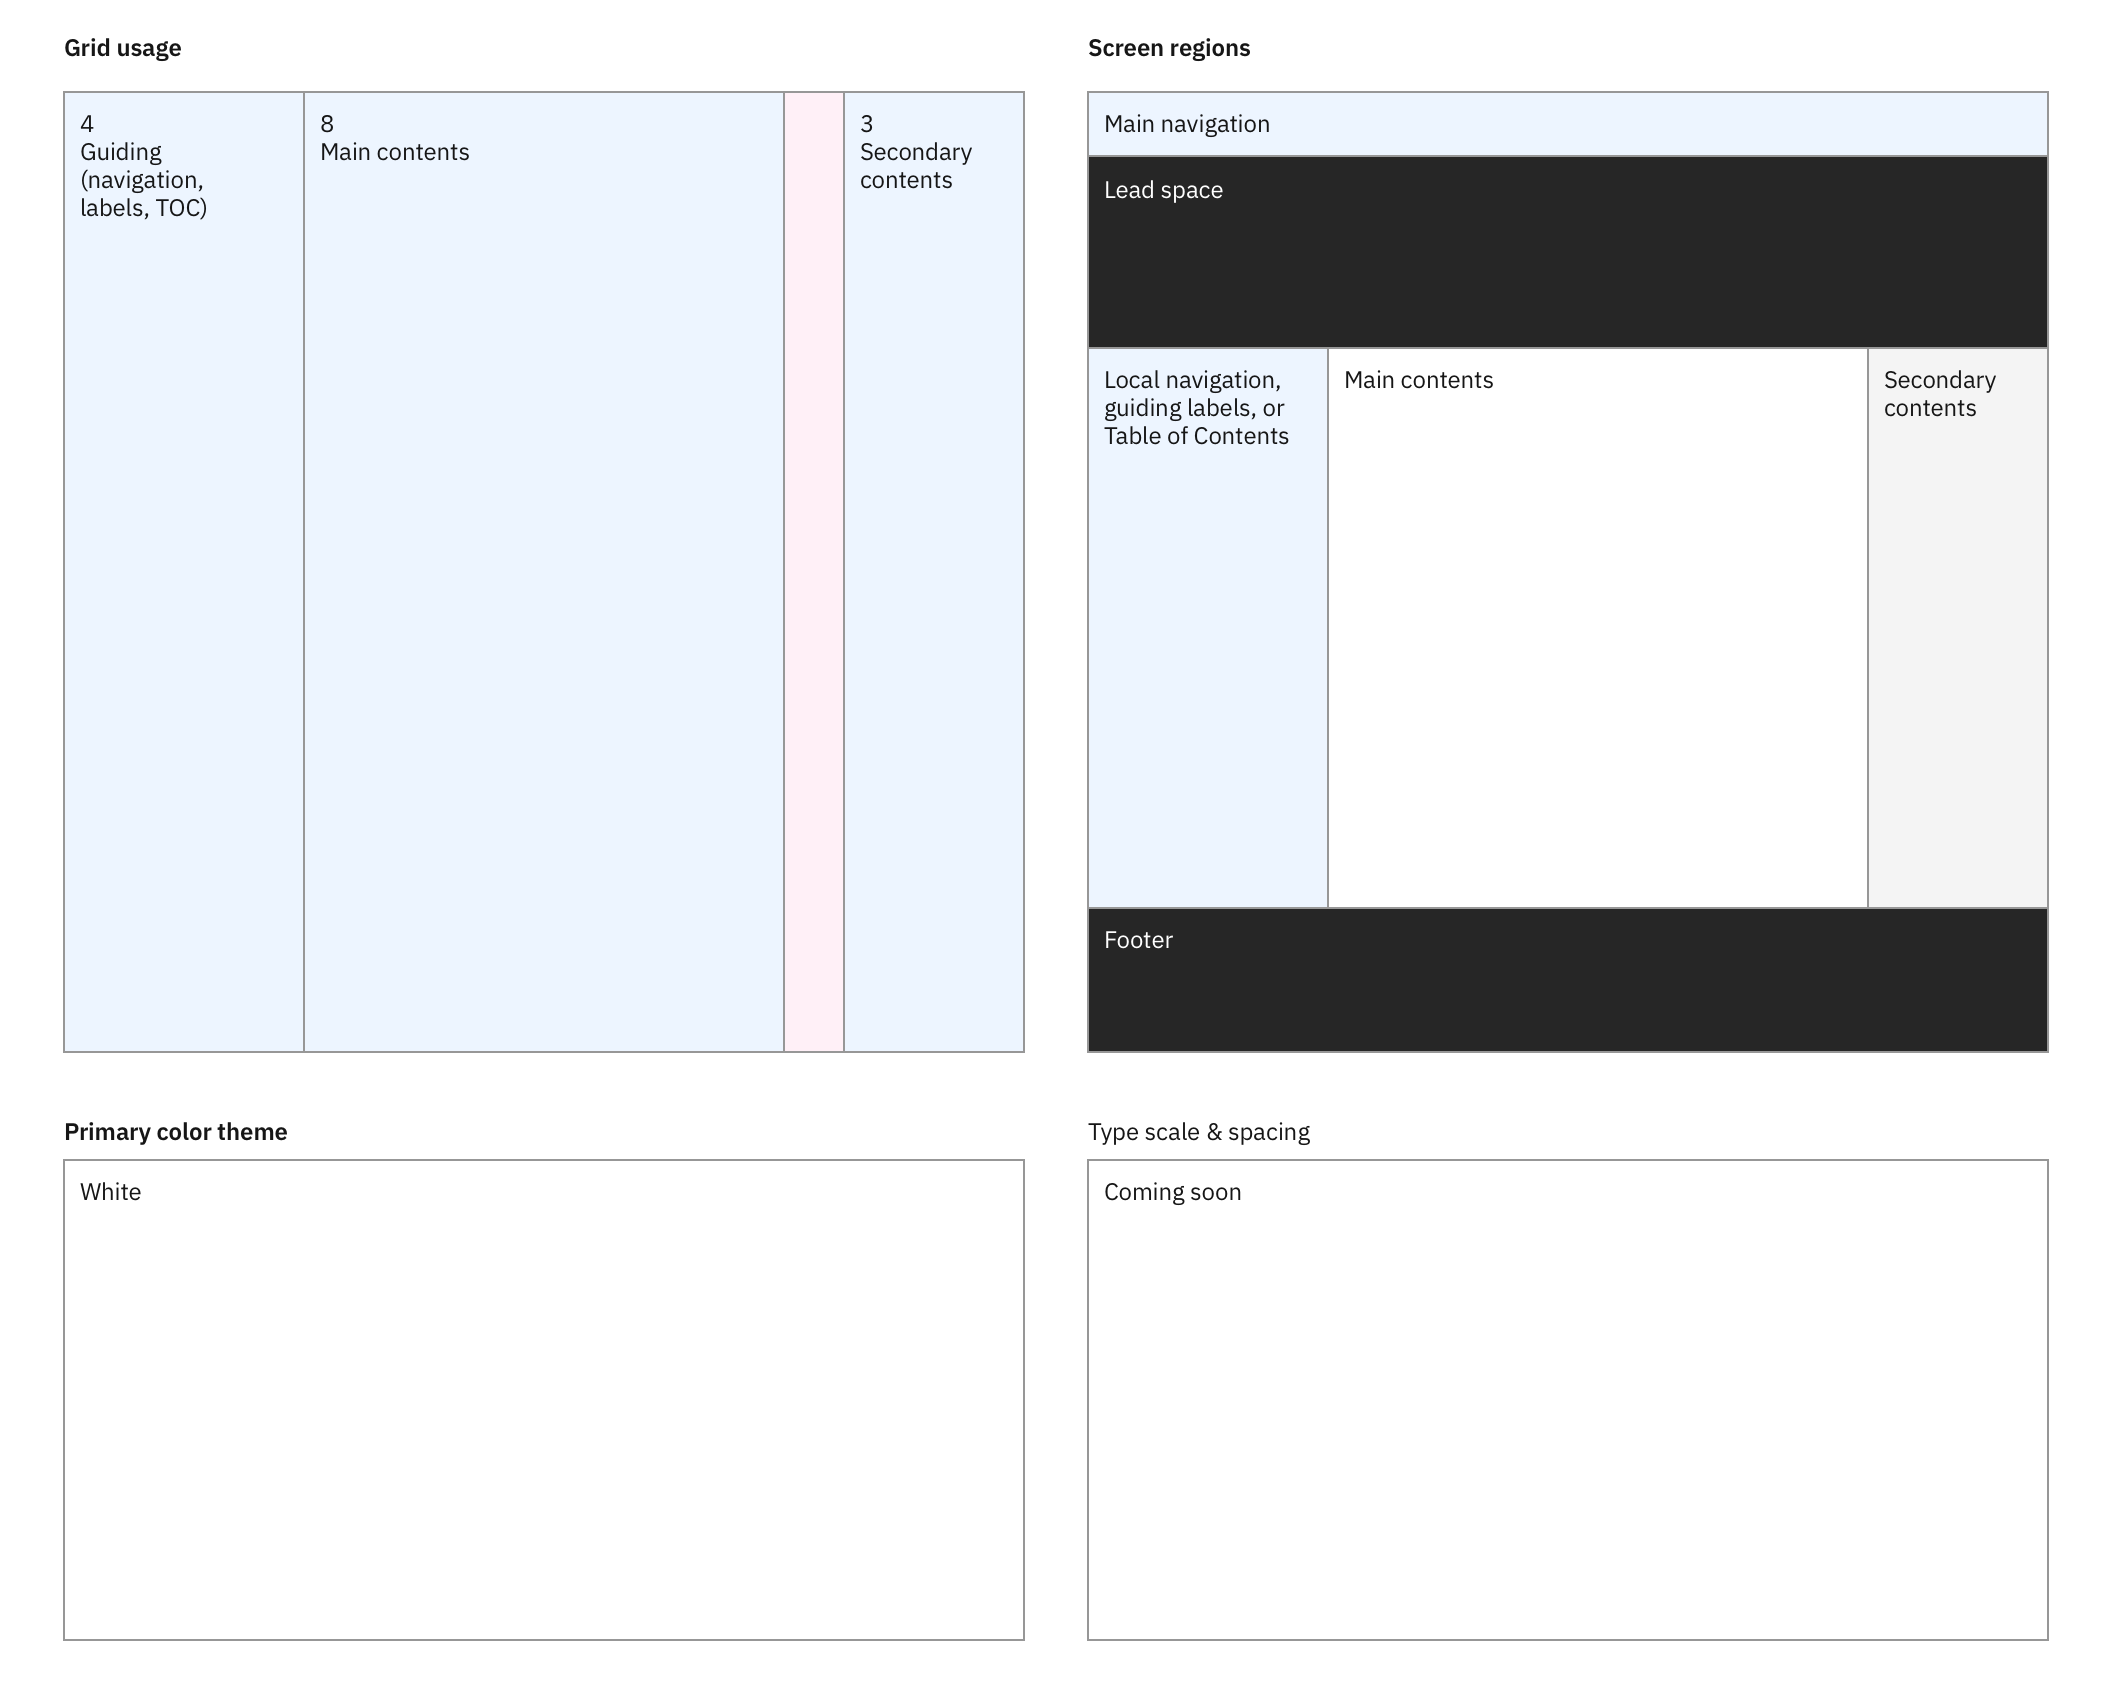 Grid usage
4
Guiding
(navigation,
labels, TOC)
8
Main contents
3
Secondary
contents
Screen regions
Main navigation
Lead space
Local navigation,
guiding labels, or
Table of Contents
Main contents
Secondary
contents
Footer
Primary color theme
White
Type scale & spacing
Coming soon